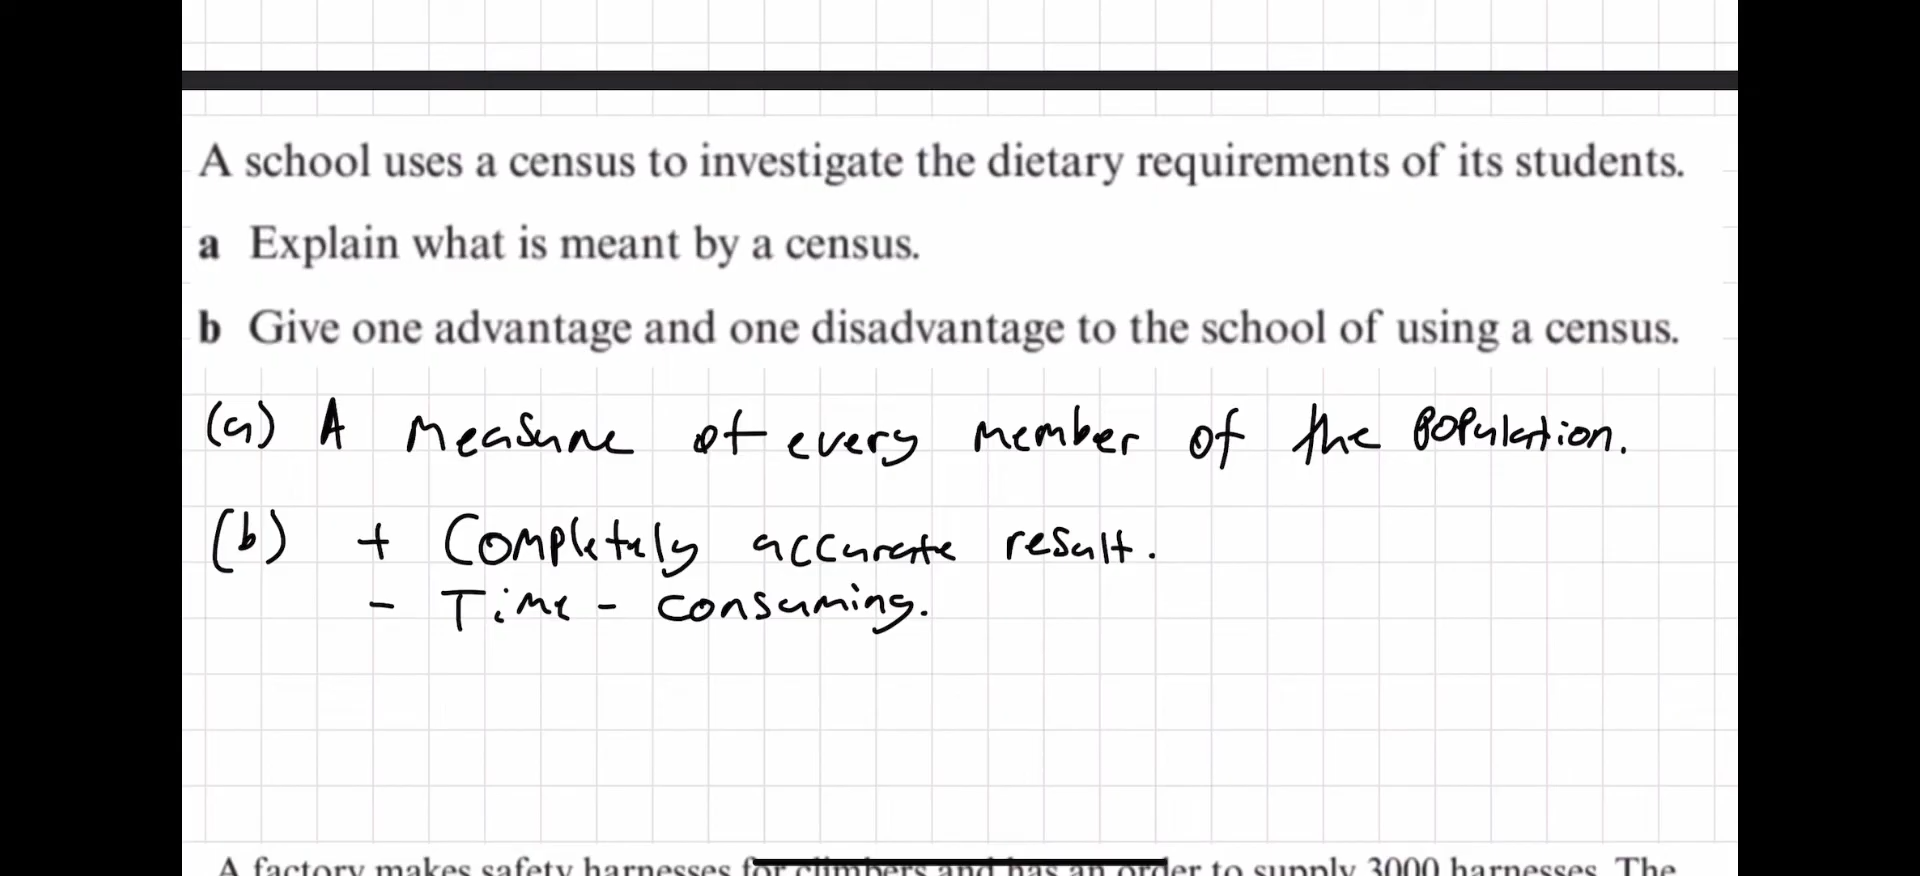 A school uses a census to investigate the dietary requirements of its students.
a Explain what is meant by a census.
b Give one advantage and one disadvantage to the school of using a census.
(a) A measure of every member of the population.
(b) + Completely accurate result.
- Time - consuming.
A factory makes safety harnesses for climbers and has an order to supply 3000 harnesses. The